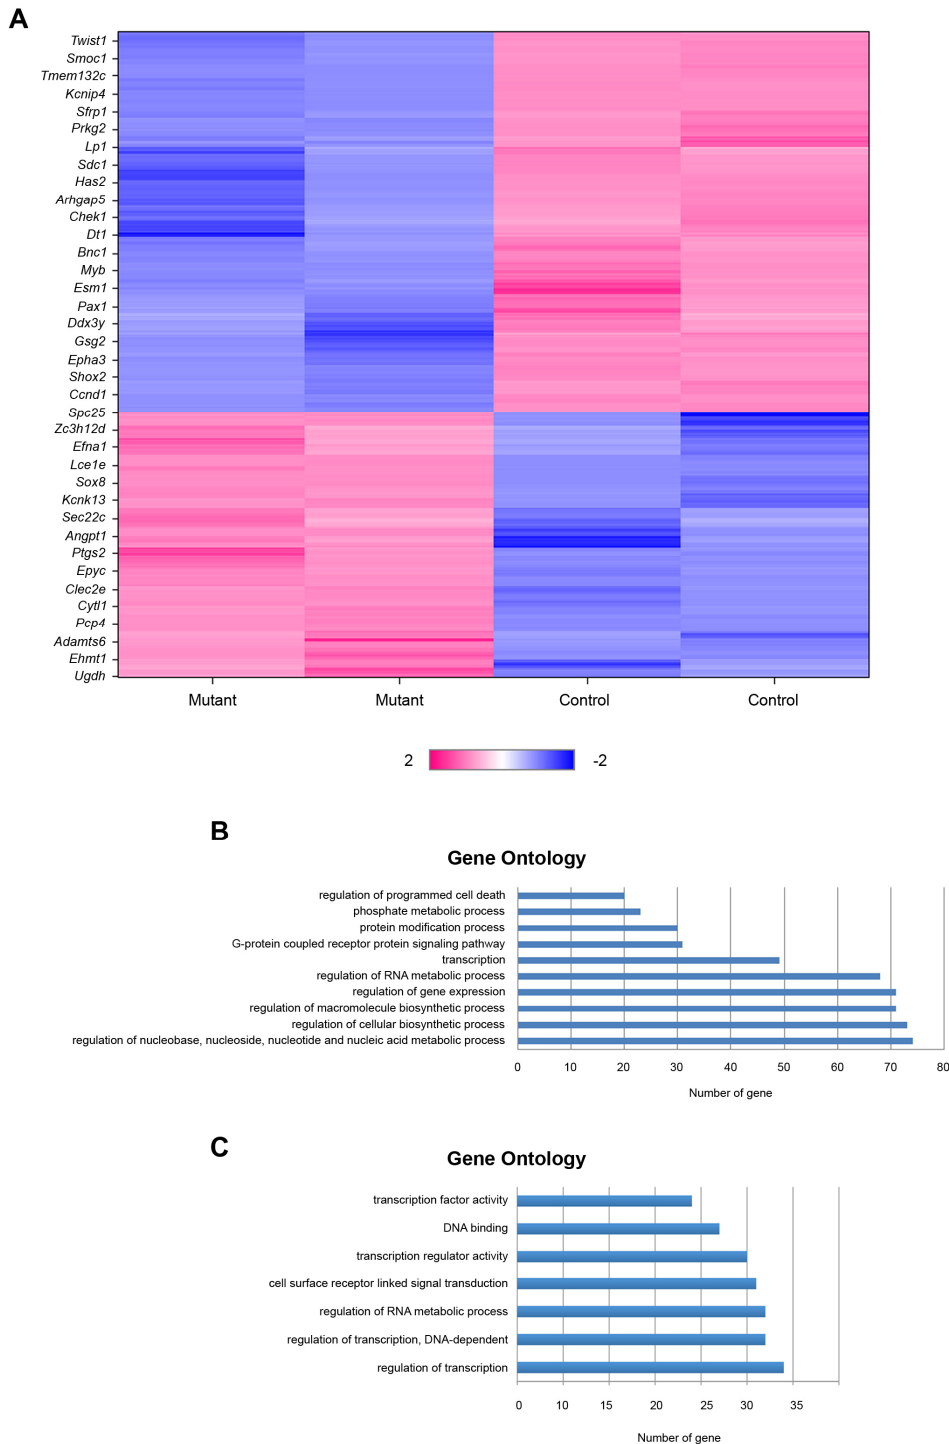 A
Twist1
Smoc1
Tmem132c
Kcnip4
Sfrp1
Prkg2
Lp1
Sdc1
Has2
Arhgap5
Chek1
Dt1
Bnc1
Myb
Esm1
Pax1
Ddx3y
Gsg2
Epha3
Shox2
Ccnd1
Spc25
Zc3h12d
Efna1
Lce1e
Sox8
Kcnk13
Sec22c
Angpt1
Ptgs2
Epyc
Clec2e
Cytl1
Pcp4
Adamts6
Ehmt1
Ugdh
Mutant Mutant Control Control
2 -2
B
Gene Ontology
regulation of programmed cell death
phosphate metabolic process
protein modification process
G-protein coupled receptor protein signaling pathway
transcription
regulation of RNA metabolic process
regulation of gene expression
regulation of macromolecule biosynthetic process
regulation of cellular biosynthetic process
regulation of nucleobase, nucleoside, nucleotide and nucleic acid metabolic process
0 10 20 30 40 50 60 70 80
Number of gene
C
Gene Ontology
transcription factor activity
DNA binding
transcription regulator activity
cell surface receptor linked signal transduction
regulation of RNA metabolic process
regulation of transcription, DNA-dependent
regulation of transcription
0 10 15 20 25 30 35
Number of gene